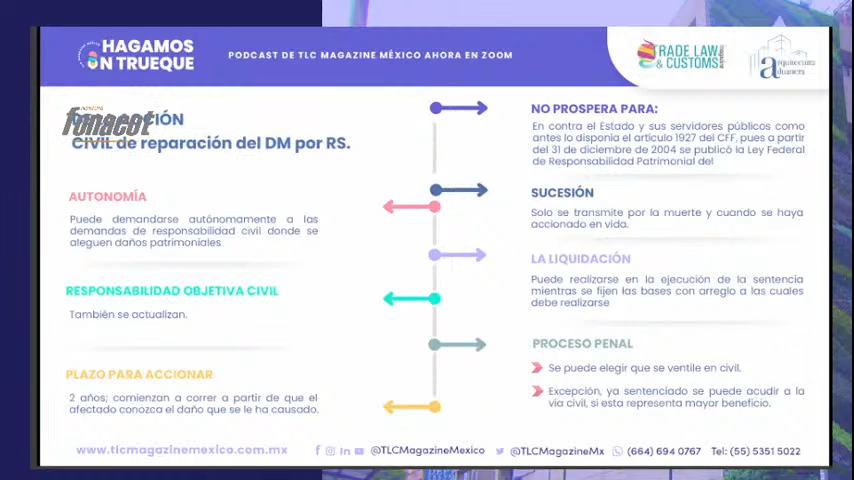 HAGAMOS
UN TRUEQUE
PODCAST DE TLC MAGAZINE MÉXICO AHORA EN ZOOM
TRADE LAW
& CUSTOMS
arquitectura
aduanera
fonacot
ACCIÓN
CIVIL de reparación del DM por RS.
AUTONOMÍA
Puede demandarse autónomamente a las
demandas de responsabilidad civil donde se
aleguen daños patrimoniales
RESPONSABILIDAD OBJETIVA CIVIL
También se actualizan.
PLAZO PARA ACCIONAR
2 años; comienzan a correr a partir de que el
afectado conozca el daño que se le ha causado.
NO PROSPERA PARA:
En contra el Estado y sus servidores públicos como
antes lo disponía el artículo 1927 del CFF, pues a partir
del 31 de diciembre de 2004 se publicó la Ley Federal
de Responsabilidad Patrimonial del
SUCESIÓN
Solo se transmite por la muerte y cuando se haya
accionado en vida.
LA LIQUIDACIÓN
Puede realizarse en la ejecución de la sentencia
mientras se fijen las bases con arreglo a las cuales
debe realizarse
PROCESO PENAL
Se puede elegir que se ventile en civil.
Excepción, ya sentenciado se puede acudir a la
vía civil, si esta representa mayor beneficio.
www.tlcmagazinemexico.com.mx @TLCMagazineMexico @TLCMagazineMx (664) 694 0767 Tel: (55) 5351 5022